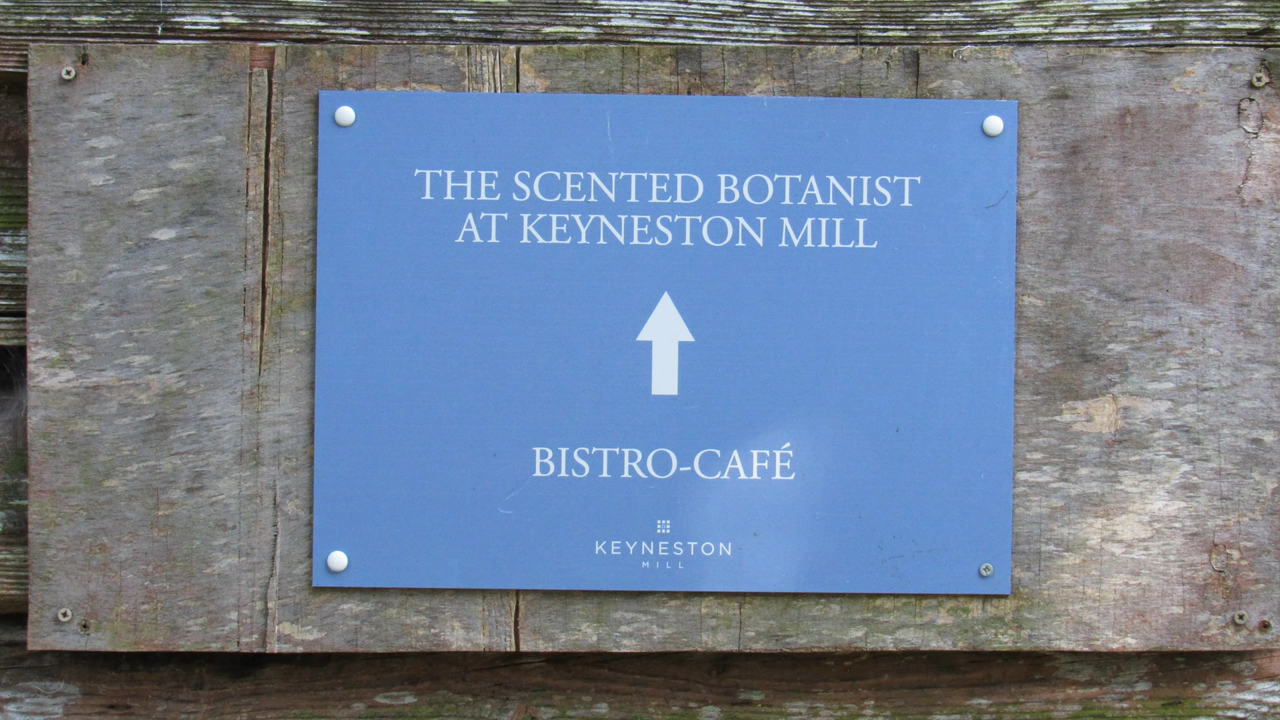 THE SCENTED BOTANIST
AT KEYNESTON MILL
BISTRO-CAFÉ
KEYNESTON
MILL